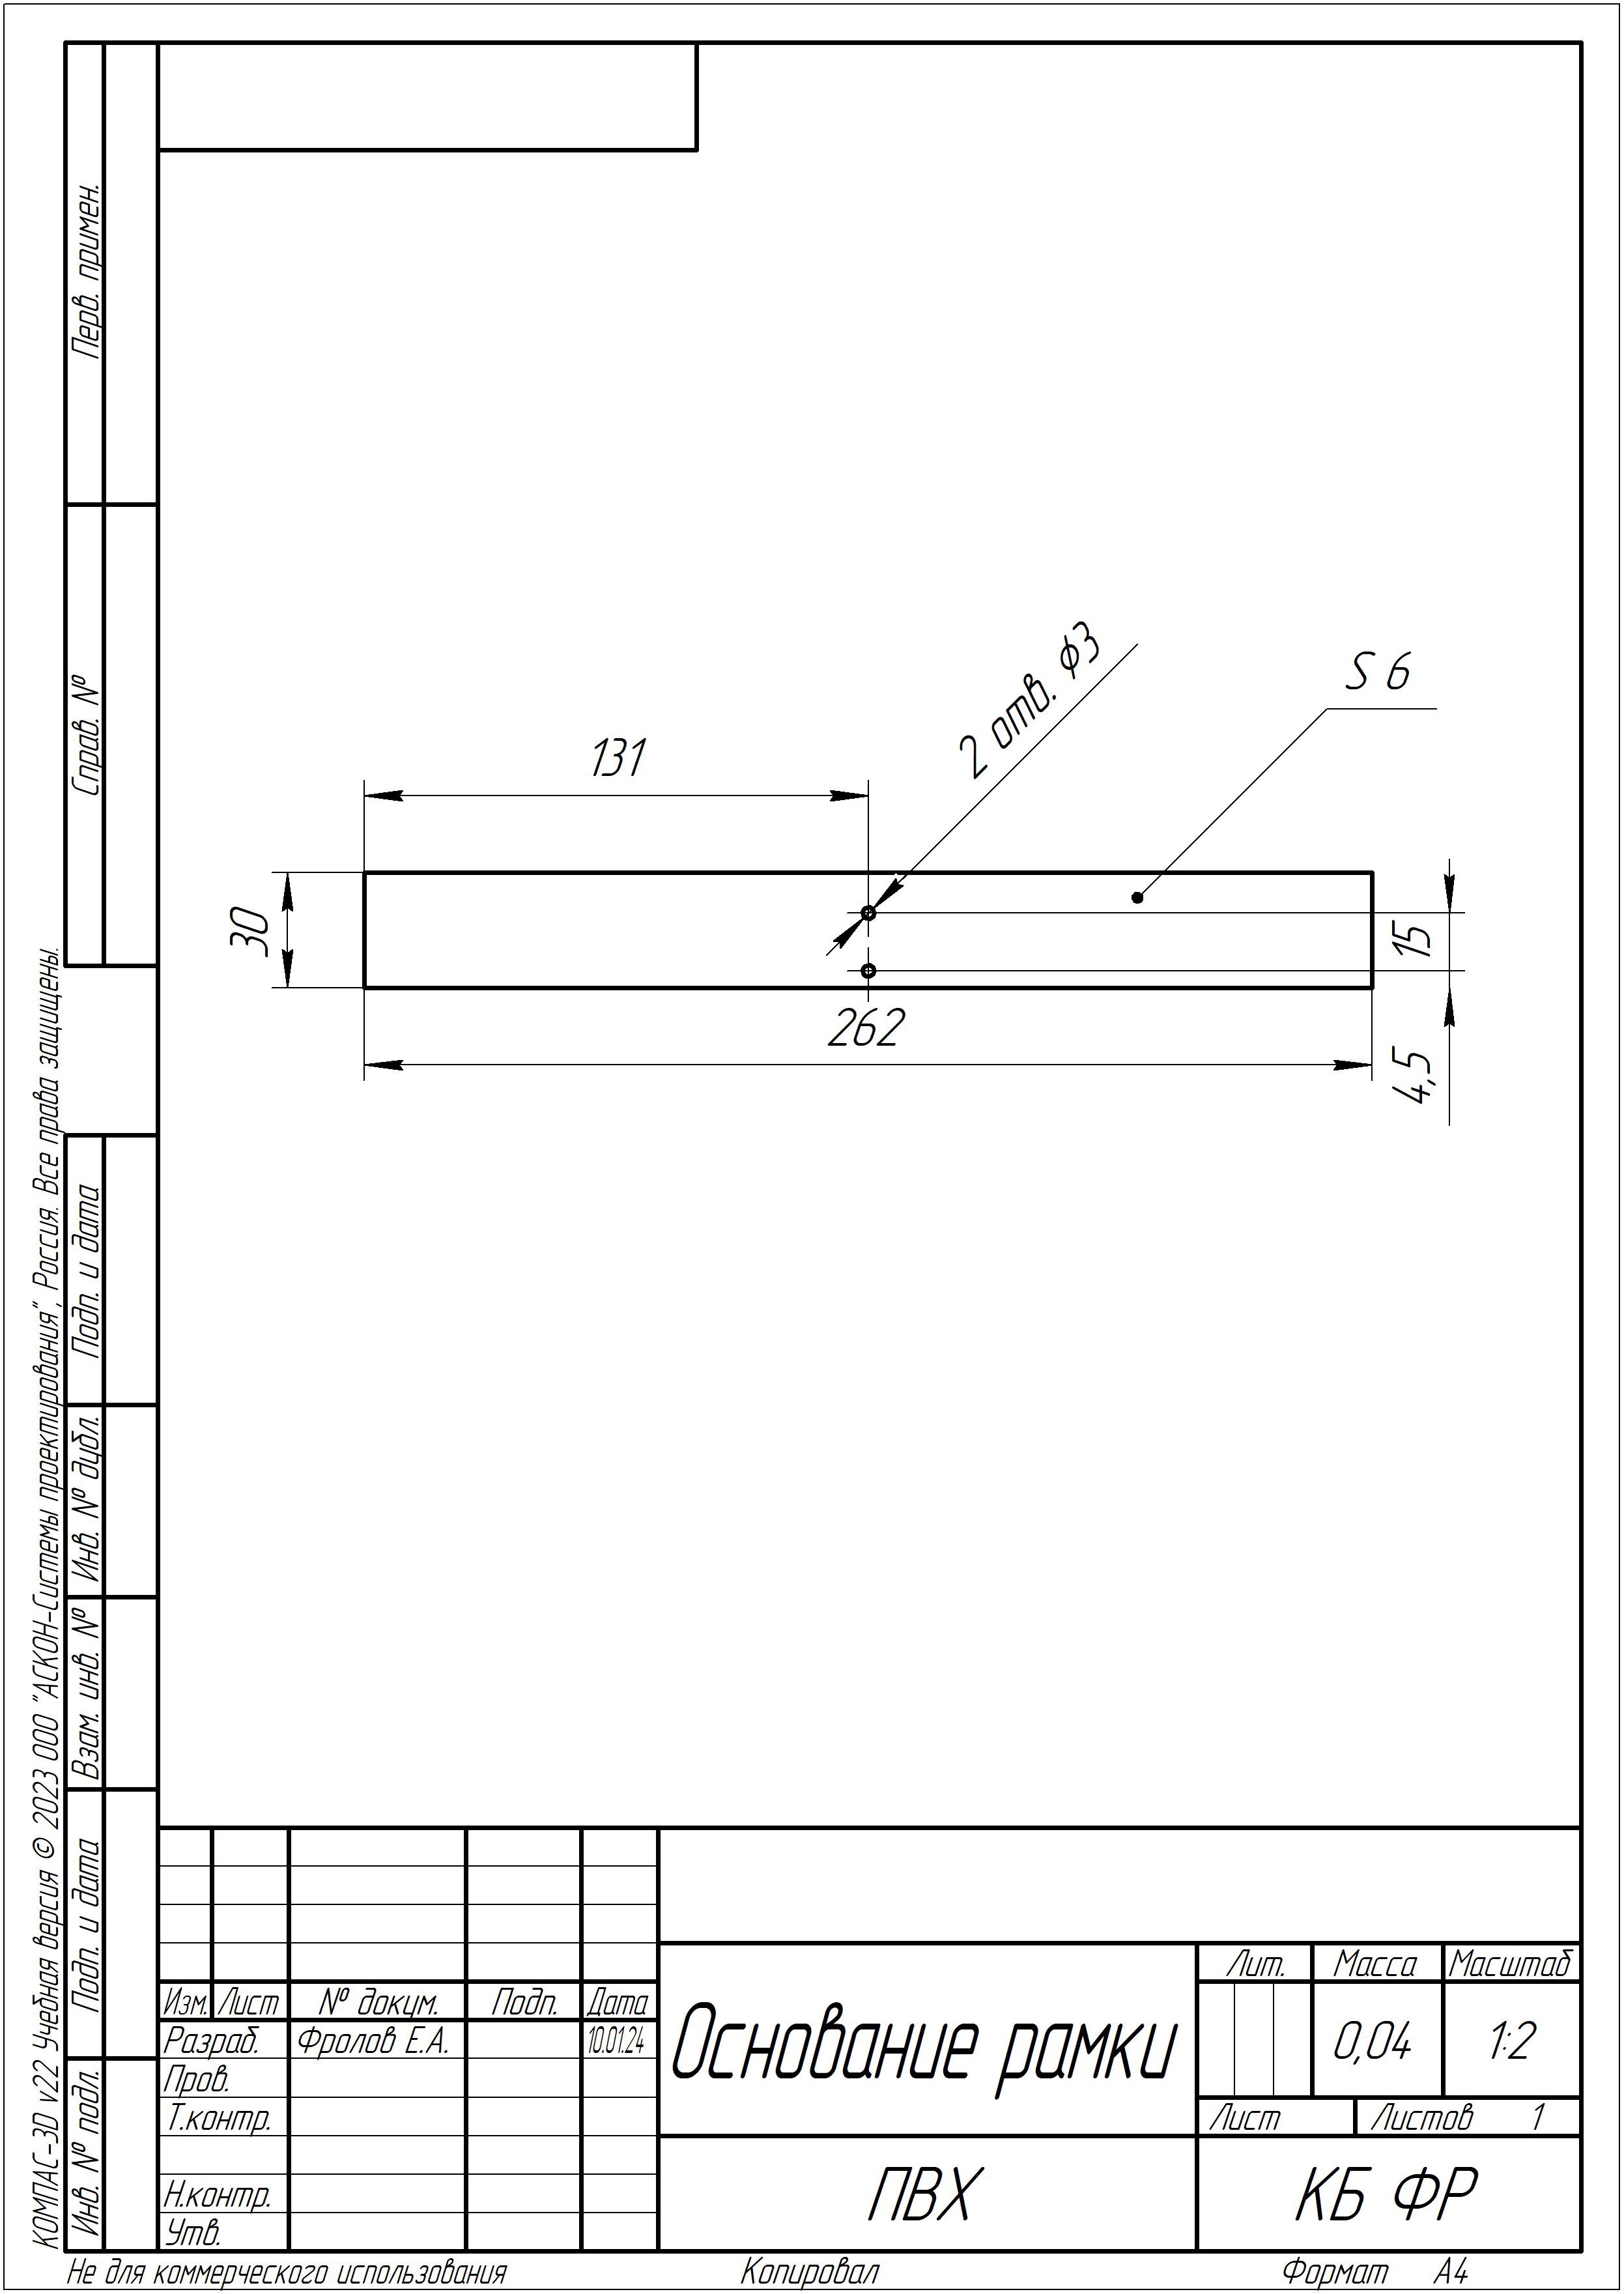 Перв. примен.
Справ. №
Подп. и дата
Инв. № дубл.
Взам. инв. №
Подп. и дата
Инв. № подл.
КОМПАС-3D v22 Учебная версия © 2023 ООО "АСКОН-Системы проектирования", Россия. Все права защищены.
2 отв. ϕ3
S 6
131
30
15
262
4,5
Лит. Масса Масштаб
Изм. Лист № докум. Подп. Дата
Разраб. Фролов Е.А. 10.01.24
Основание рамки
0,04 1:2
Пров.
Т.контр.
Лист Листов 1
Н.контр.
ПВХ
КБ ФР
Утв.
Не для коммерческого использования Копировал Формат А4